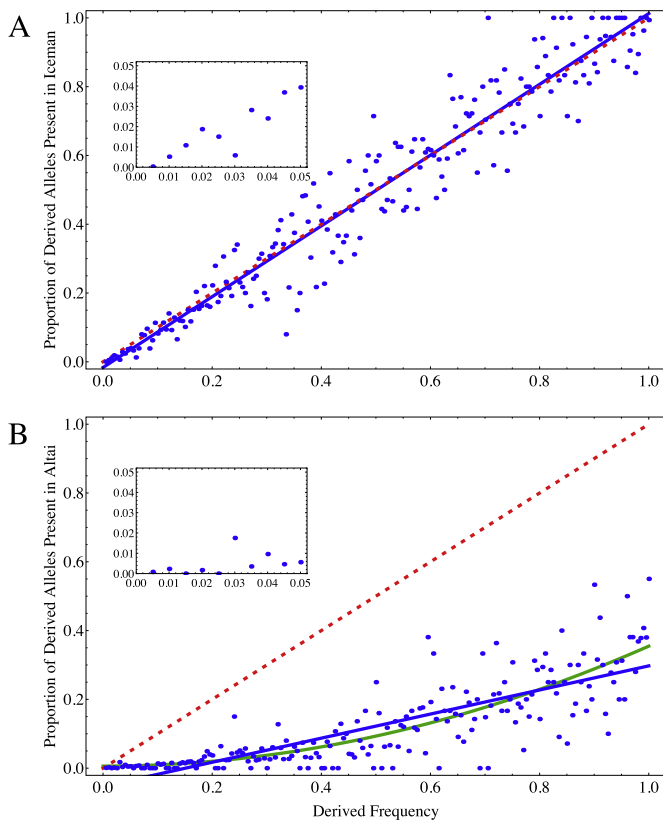 A
Proportion of Derived Alleles Present in Iceman
1.0
0.8
0.6
0.4
0.2
0.0
0.05
0.04
0.03
0.02
0.01
0.00
0.00 0.01 0.02 0.03 0.04 0.05
0.0 0.2 0.4 0.6 0.8 1.0
B
Proportion of Derived Alleles Present in Altai
1.0
0.8
0.6
0.4
0.2
0.0
0.05
0.04
0.03
0.02
0.01
0.00
0.00 0.01 0.02 0.03 0.04 0.05
0.0 0.2 0.4 0.6 0.8 1.0
Derived Frequency